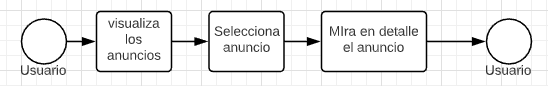 visualiza
los
anuncios
Selecciona
anuncio
MIra en detalle
el anuncio
Usuario
Usuario